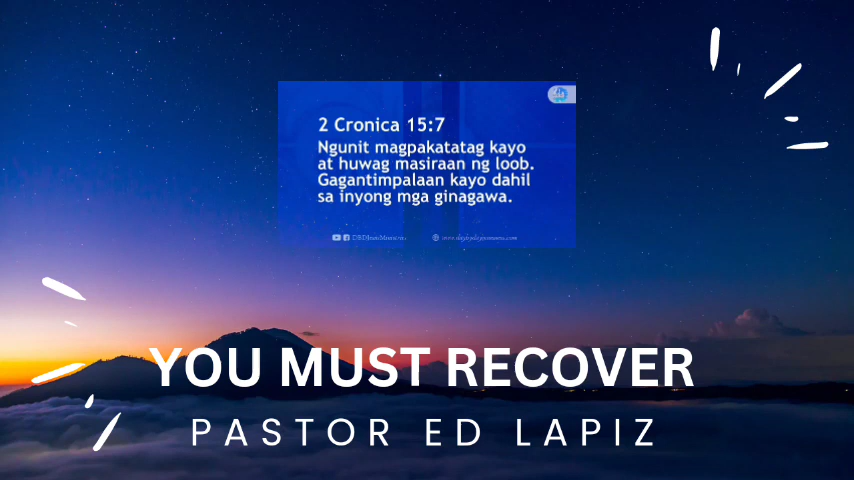 2 Cronica 15:7
Ngunit magpakatatag kayo
at huwag masiraan ng loob.
Gagantimpalaan kayo dahil
sa inyong mga ginagawa.
YOU MUST RECOVER
PASTOR ED LAPIZ